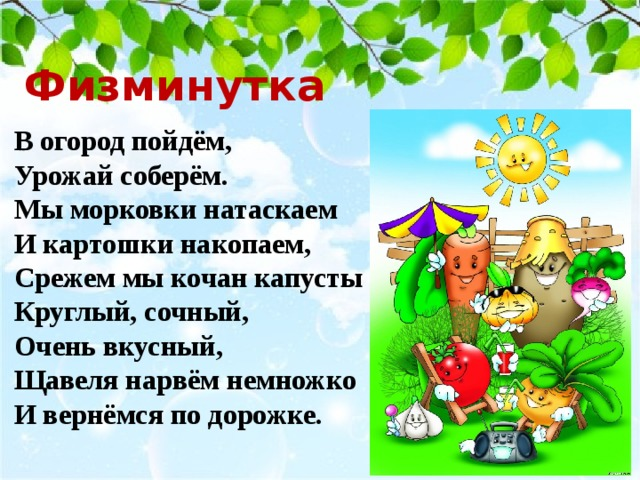 Физминутка
В огород пойдём,
Урожай соберём.
Мы морковки натаскаем
И картошки накопаем,
Срежем мы кочан капусты
Круглый, сочный,
Очень вкусный,
Щавеля нарвём немножко
И вернёмся по дорожке.